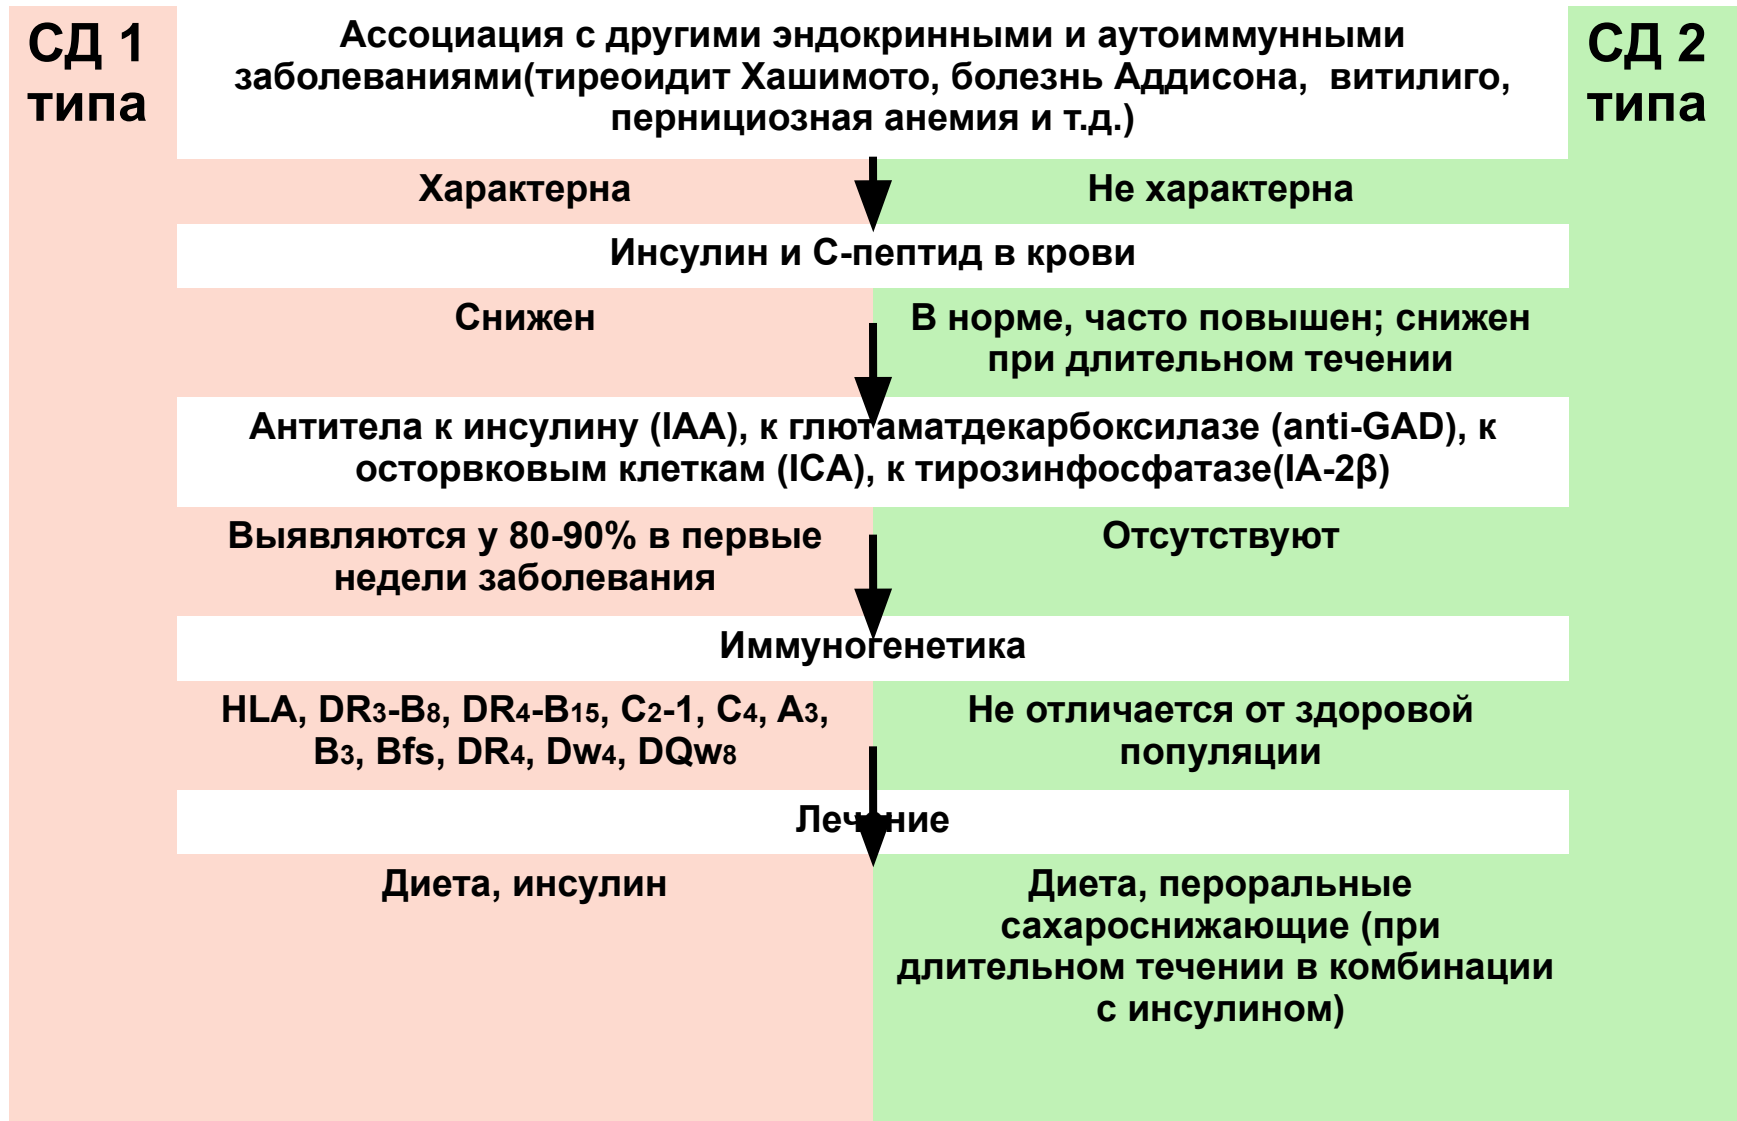 СД 1
типа
Ассоциация с другими эндокринными и аутоиммунными
заболеваниями(тиреоидит Хашимото, болезнь Аддисона,  витилиго,
пернициозная анемия и т.д.)
СД 2
типа
Характерна
Не характерна
Инсулин и С-пептид в крови
Снижен
В норме, часто повышен; снижен
при длительном течении
Антитела к инсулину (IAA), к глютаматдекарбоксилазе (anti-GAD), к
осторвковым клеткам (ICA), к тирозинфосфатазе(IA-2β)
Выявляются у 80-90% в первые
недели заболевания
Отсутствуют
Иммуногенетика
HLA, DR3-B8, DR4-B15, C2-1, C4, A3,
B3, Bfs, DR4, Dw4, DQw8
Не отличается от здоровой
популяции
Лечение
Диета, инсулин
Диета, пероральные
сахароснижающие (при
длительном течении в комбинации
с инсулином)